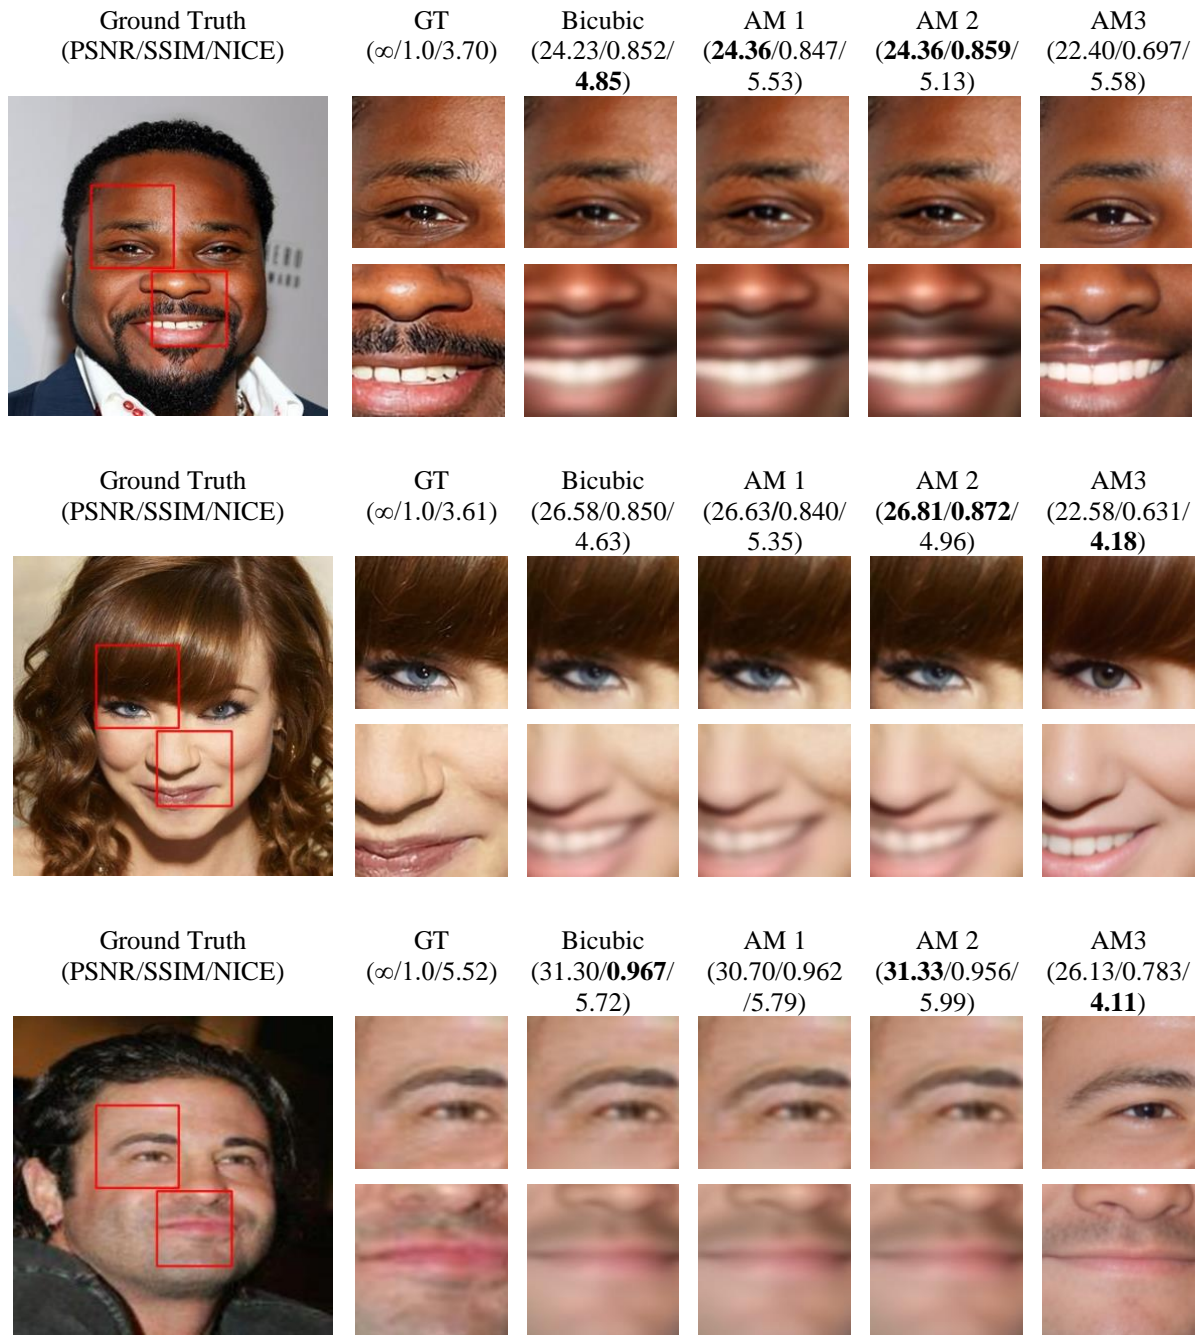 Ground Truth
(PSNR/SSIM/NICE)
GT
(∞/1.0/3.70)
Bicubic
(24.23/0.852/
4.85)
AM 1
(24.36/0.847/
5.53)
AM 2
(24.36/0.859/
5.13)
AM3
(22.40/0.697/
5.58)
Ground Truth
(PSNR/SSIM/NICE)
GT
(∞/1.0/3.61)
Bicubic
(26.58/0.850/
4.63)
AM 1
(26.63/0.840/
5.35)
AM 2
(26.81/0.872/
4.96)
AM3
(22.58/0.631/
4.18)
Ground Truth
(PSNR/SSIM/NICE)
GT
(∞/1.0/5.52)
Bicubic
(31.30/0.967/
5.72)
AM 1
(30.70/0.962
/5.79)
AM 2
(31.33/0.956/
5.99)
AM3
(26.13/0.783/
4.11)